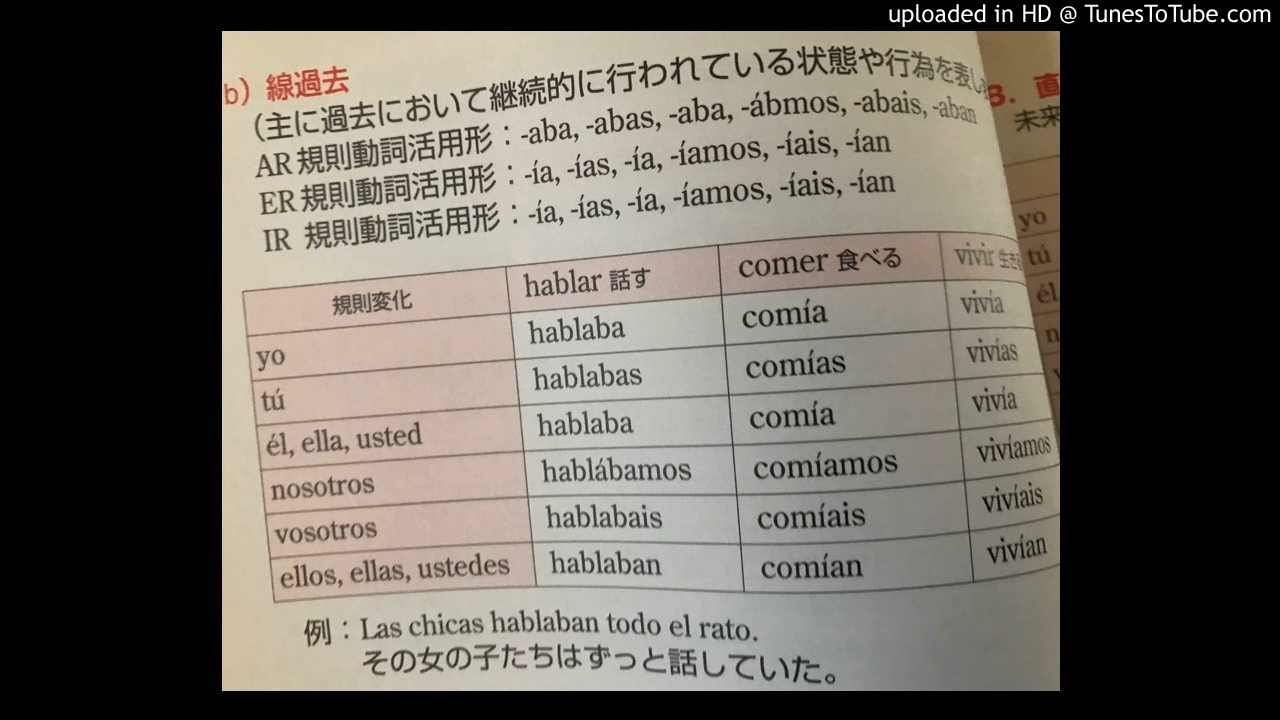 uploaded in HD @ TunesToTube.com
b）線過去
（主に過去において継続的に行われている状態や行為を表し
AR規則動詞活用形：-aba, -abas, -aba, -ábmos, -abais, -aban
ER規則動詞活用形：-ía, -ías, -ía, -íamos, -íais, -ían
IR 規則動詞活用形：-ía, -ías, -ía, -íamos, -íais, -ían
規則変化 hablar 話す comer 食べる vivir 生き
yo hablaba comía vivía
tú hablabas comías vivías
él, ella, usted hablaba comía vivía
nosotros hablábamos comíamos vivíamos
vosotros hablabais comíais vivíais
ellos, ellas, ustedes hablaban comían vivían
例：Las chicas hablaban todo el rato.
その女の子たちはずっと話していた。
3. 直
未来
yo
tú
él
n